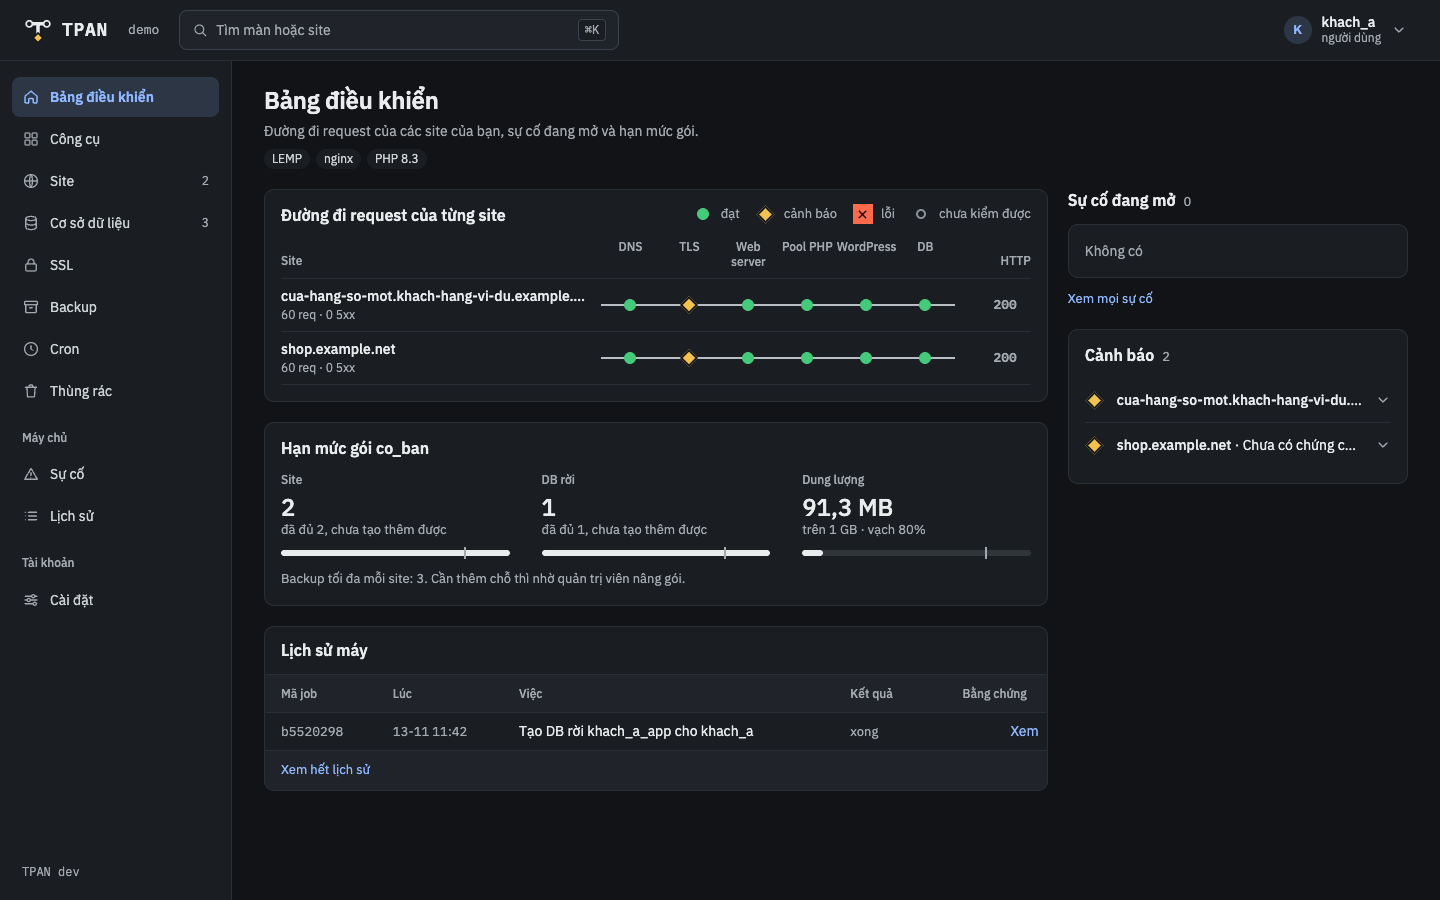 TPAN
demo
Tìm màn hoặc site
⌘K
K
khach_a
người dùng
Bảng điều khiển
Công cụ
Site 2
Cơ sở dữ liệu 3
SSL
Backup
Cron
Thùng rác
Máy chủ
Sự cố
Lịch sử
Tài khoản
Cài đặt
TPAN dev
Bảng điều khiển
Đường đi request của các site của bạn, sự cố đang mở và hạn mức gói.
LEMP nginx PHP 8.3
Đường đi request của từng site
đạt cảnh báo lỗi chưa kiểm được
Site DNS TLS Web server Pool PHP WordPress DB HTTP
cua-hang-so-mot.khach-hang-vi-du.example.... 200
60 req · 0 5xx
shop.example.net 200
60 req · 0 5xx
Hạn mức gói co_ban
Site DB rời Dung lượng
2 1 91,3 MB
đã đủ 2, chưa tạo thêm được đã đủ 1, chưa tạo thêm được trên 1 GB · vạch 80%
Backup tối đa mỗi site: 3. Cần thêm chỗ thì nhờ quản trị viên nâng gói.
Lịch sử máy
Mã job Lúc Việc Kết quả Bằng chứng
b5520298 13-11 11:42 Tạo DB rời khach_a_app cho khach_a xong Xem
Xem hết lịch sử
Sự cố đang mở 0
Không có
Xem mọi sự cố
Cảnh báo 2
cua-hang-so-mot.khach-hang-vi-du....
shop.example.net · Chưa có chứng c...